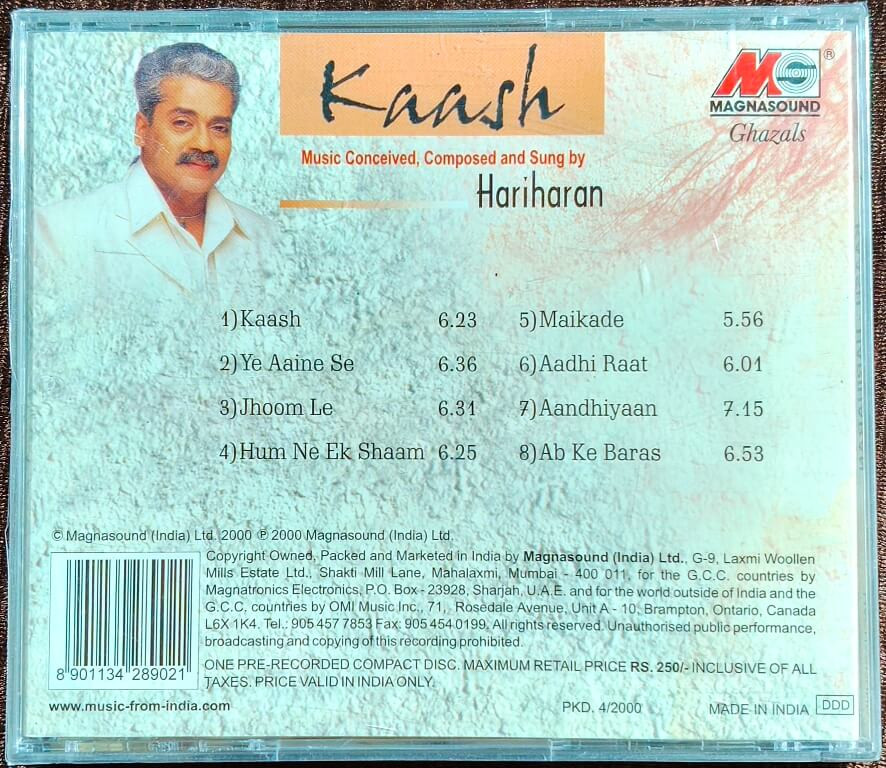 Kaash
MG ®
MAGNASOUND
Ghazals
Music Conceived, Composed and Sung by
Hariharan
1)Kaash 6.23
2)Ye Aaine Se 6.36
3)Jhoom Le 6.31
4)Hum Ne Ek Shaam 6.25
5)Maikade 5.56
6)Aadhi Raat 6.01
7)Aandhiyaan 7.15
8)Ab Ke Baras 6.53
© Magnasound (India) Ltd. 2000 ℗ 2000 Magnasound (India) Ltd.
Copyright Owned, Packed and Marketed in India by Magnasound (India) Ltd., G-9, Laxmi Woollen
Mills Estate Ltd., Shakti Mill Lane, Mahalaxmi, Mumbai - 400 011, for the G.C.C. countries by
Magnatronics Electronics, P.O. Box - 23928, Sharjah, U.A.E. and for the world outside of India and the
G.C.C. countries by OMI Music Inc., 71, Rosedale Avenue, Unit A - 10, Brampton, Ontario, Canada
L6X 1K4. Tel.: 905 457 7853 Fax: 905 454.0199. All rights reserved. Unauthorised public performance,
broadcasting and copying of this recording prohibited.
ONE PRE-RECORDED COMPACT DISC. MAXIMUM RETAIL PRICE RS. 250/- INCLUSIVE OF ALL
TAXES. PRICE VALID IN INDIA ONLY.
8 901134 289021
www.music-from-india.com
PKD. 4/2000
MADE IN INDIA
DDD